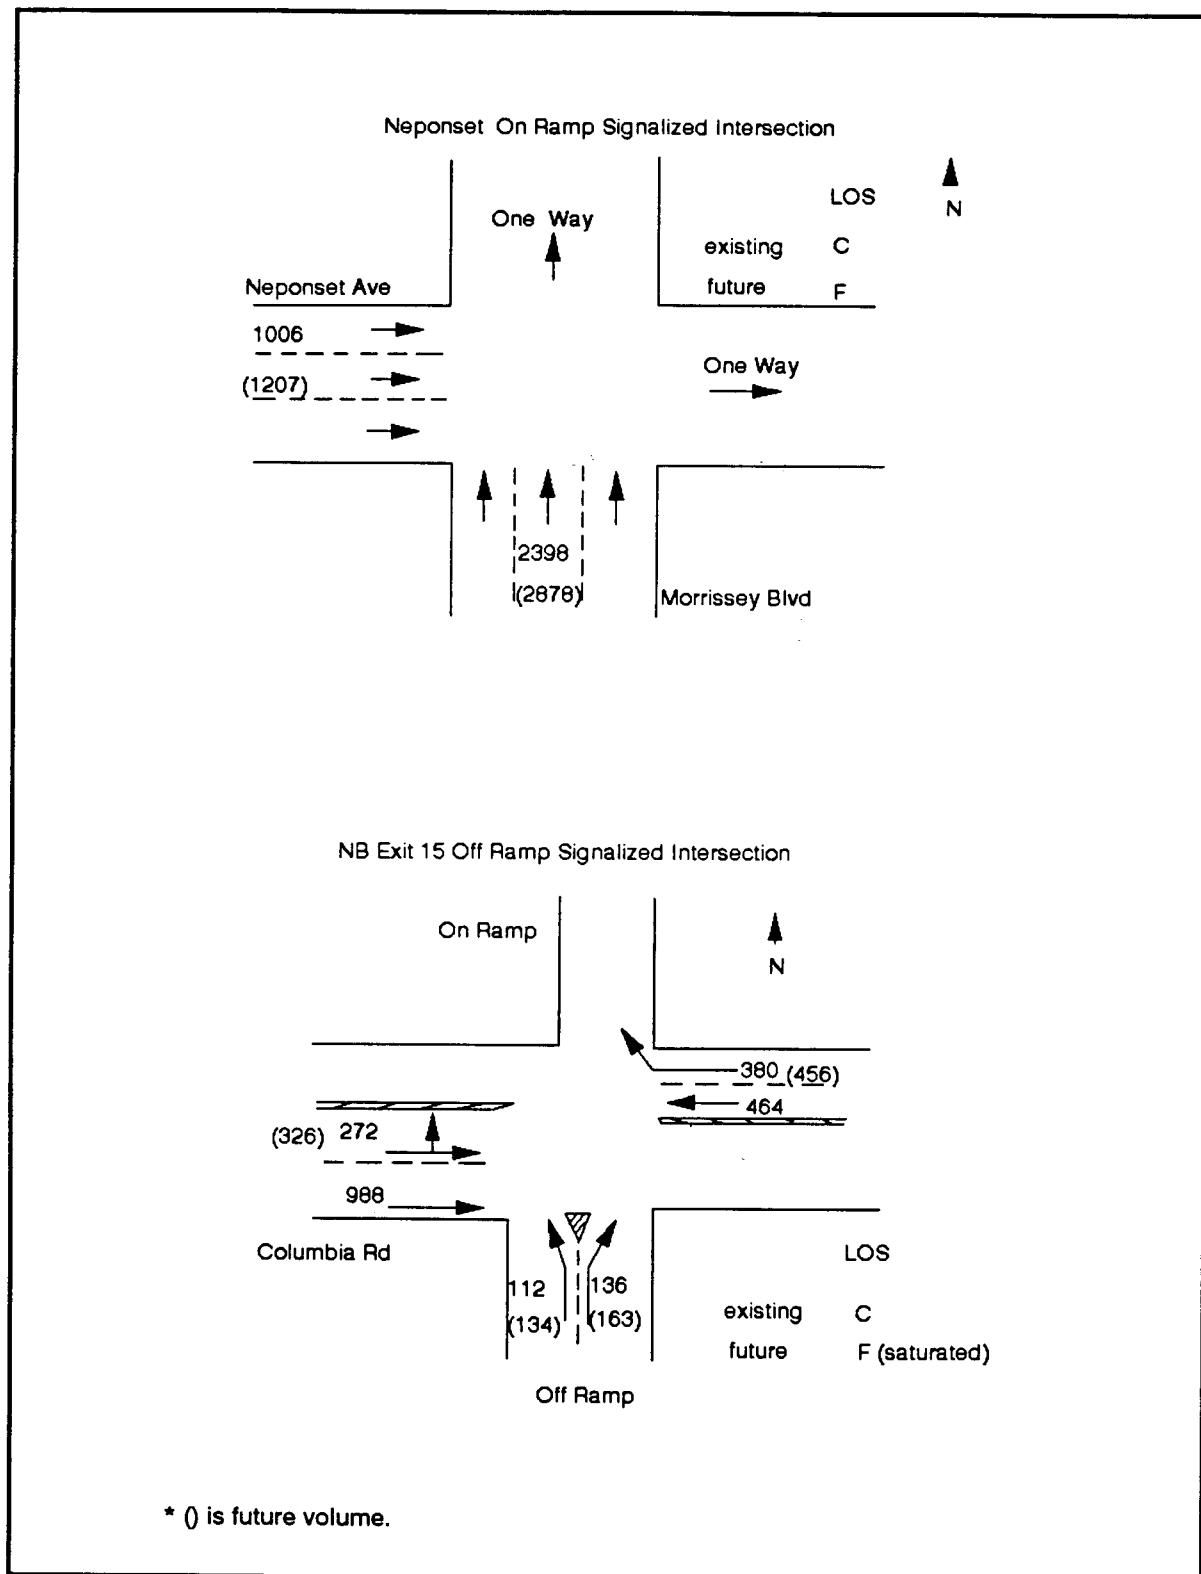 Neponset On Ramp Signalized Intersection
LOS
N
One Way
existing C
future F
Neponset Ave
1006
(1207)
One Way
2398
(2878)
Morrissey Blvd
NB Exit 15 Off Ramp Signalized Intersection
On Ramp
N
380 (456)
464
(326) 272
988
Columbia Rd
LOS
112 136
(134) (163)
existing C
future F (saturated)
Off Ramp
* () is future volume.